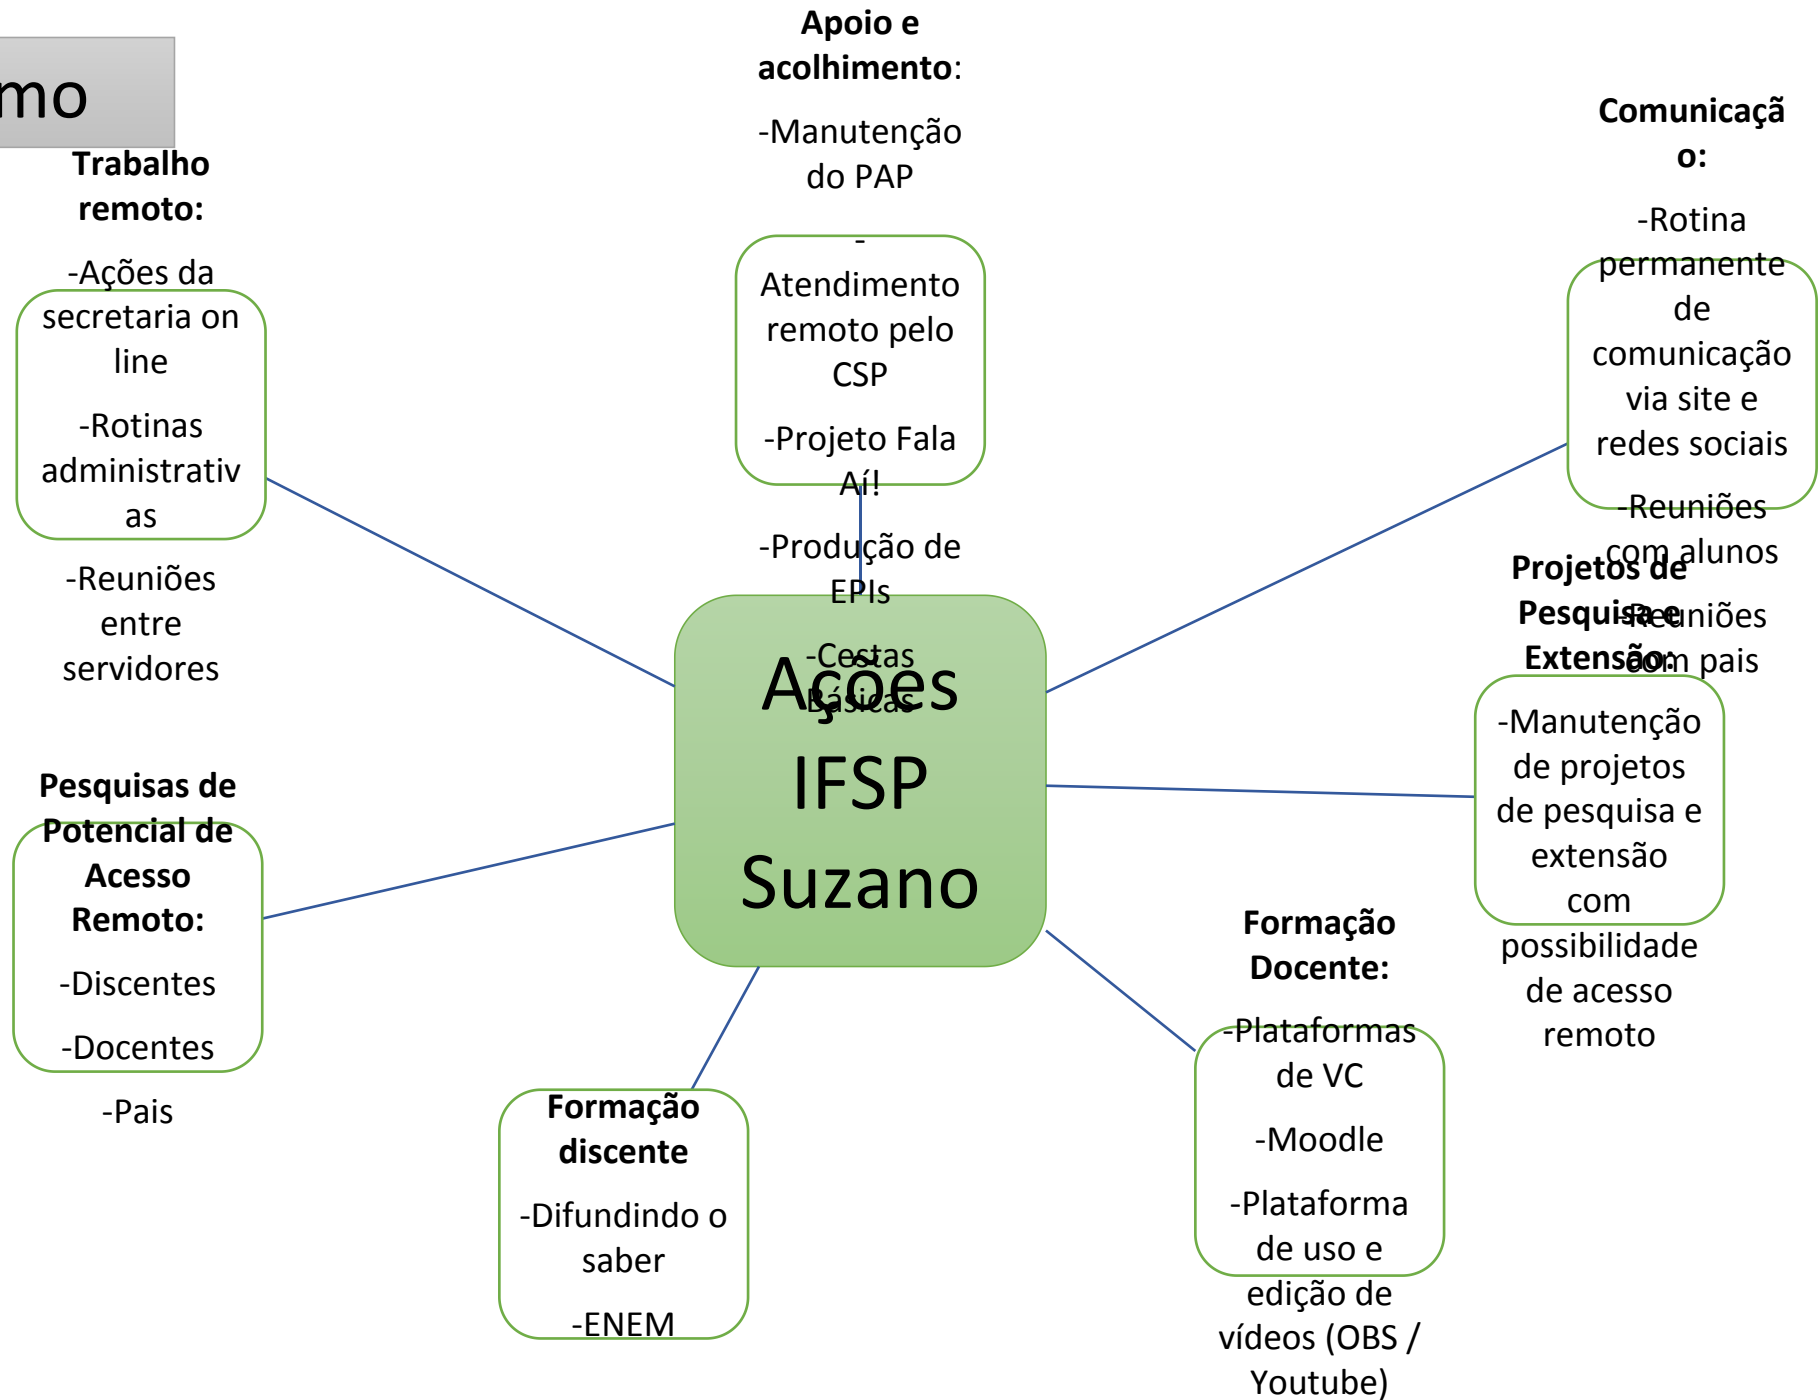 mo
Apoio e
acolhimento:
-Manutenção
do PAP
-
Atendimento
remoto pelo
CSP
-Projeto Fala
Aí!
-Produção de
EPIs
-Cestas
Básicas
Comunicaçã
o:
-Rotina
permanente
de
comunicação
via site e
redes sociais
-Reuniões
com alunos
-Reuniões
com pais
Trabalho
remoto:
-Ações da
secretaria on
line
-Rotinas
administrativ
as
-Reuniões
entre
servidores
Projetos de
Pesquisa e
Extensão:
-Manutenção
de projetos
de pesquisa e
extensão
com
possibilidade
de acesso
remoto
Ações
IFSP
Suzano
Pesquisas de
Potencial de
Acesso
Remoto:
-Discentes
-Docentes
-Pais
Formação
Docente:
-Plataformas
de VC
-Moodle
-Plataforma
de uso e
edição de
vídeos (OBS /
Youtube)
Formação
discente
-Difundindo o
saber
-ENEM